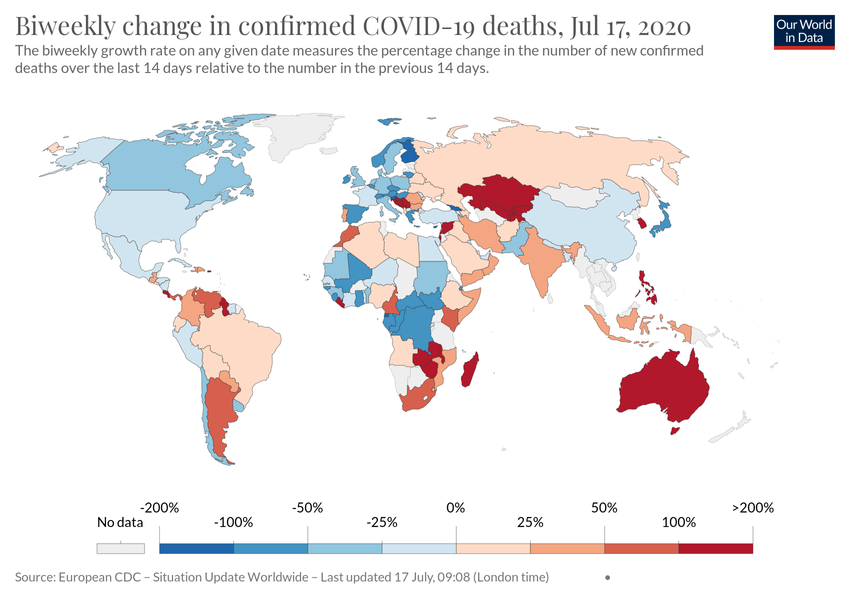 Biweekly change in confirmed COVID-19 deaths, Jul 17, 2020
Our World
in Data
The biweekly growth rate on any given date measures the percentage change in the number of new confirmed
deaths over the last 14 days relative to the number in the previous 14 days.
-200% -50% 0% 50% >200%
No data -100% -25% 25% 100%
Source: European CDC – Situation Update Worldwide – Last updated 17 July, 09:08 (London time)